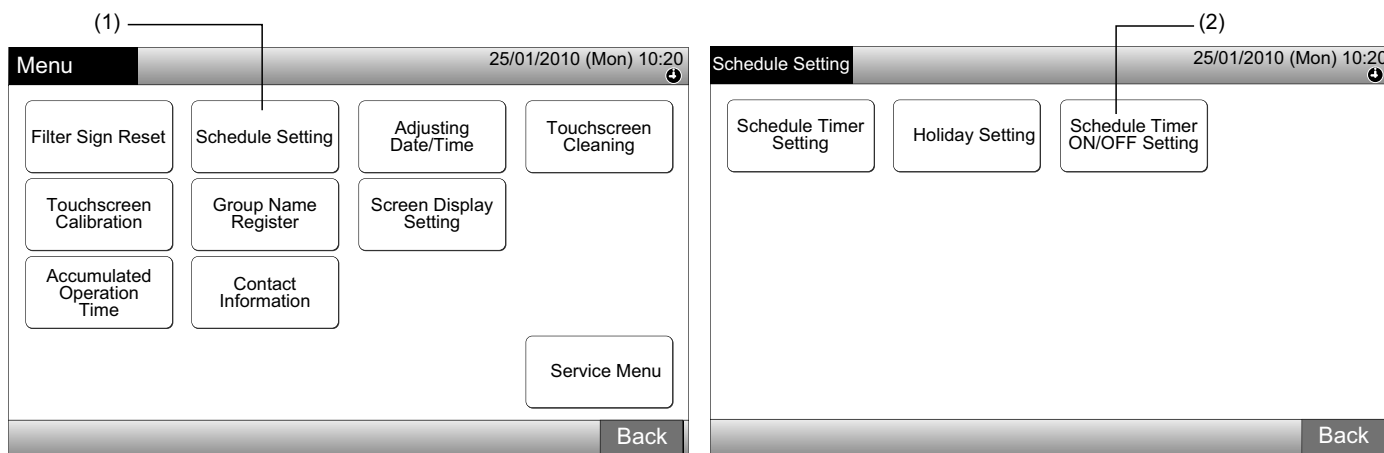 (1)
Menu
25/01/2010 (Mon) 10:20
Filter Sign Reset
Schedule Setting
Adjusting
Date/Time
Touchscreen
Cleaning
Touchscreen
Calibration
Group Name
Register
Screen Display
Setting
Accumulated
Operation
Time
Contact
Information
Service Menu
Back
(2)
Schedule Setting
25/01/2010 (Mon) 10:20
Schedule Timer
Setting
Holiday Setting
Schedule Timer
ON/OFF Setting
Back